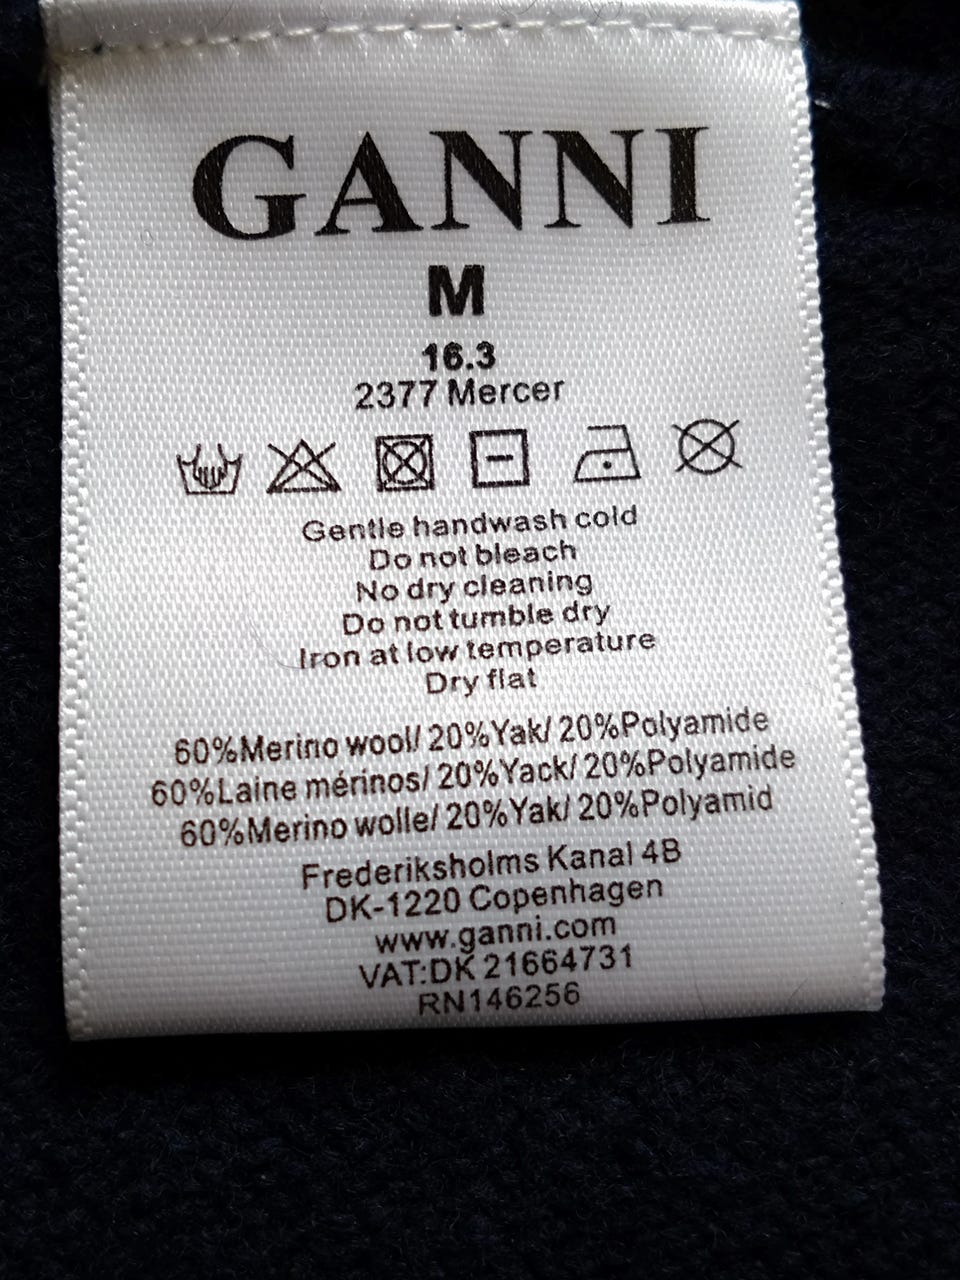 GANNI
M
16.3
2377 Mercer
Gentle handwash cold
Do not bleach
No dry cleaning
Do not tumble dry
Iron at low temperature
Dry flat
60%Merino wool/ 20%Yak/ 20%Polyamide
60%Laine mérinos/ 20%Yack/ 20%Polyamide
60%Merino wolle/ 20%Yak/ 20%Polyamid
Frederiksholms Kanal 4B
DK-1220 Copenhagen
www.ganni.com
VAT:DK 21664731
RN146256